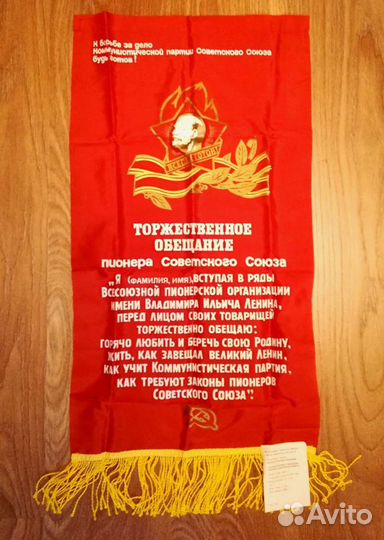 К борьбе за дело
Коммунистической партии Советского Союза
будь готов!
ВСЕГДА ГОТОВ!
ТОРЖЕСТВЕННОЕ
ОБЕЩАНИЕ
пионера Советского Союза
„Я (ФАМИЛИЯ, ИМЯ), ВСТУПАЯ В РЯДЫ
ВСЕСОЮЗНОЙ ПИОНЕРСКОЙ ОРГАНИЗАЦИИ
ИМЕНИ ВЛАДИМИРА ИЛЬИЧА ЛЕНИНА,
ПЕРЕД ЛИЦОМ СВОИХ ТОВАРИЩЕЙ
ТОРЖЕСТВЕННО ОБЕЩАЮ:
ГОРЯЧО ЛЮБИТЬ И БЕРЕЧЬ СВОЮ РОДИНУ,
ЖИТЬ, КАК ЗАВЕЩАЛ ВЕЛИКИЙ ЛЕНИН,
КАК УЧИТ КОММУНИСТИЧЕСКАЯ ПАРТИЯ,
КАК ТРЕБУЮТ ЗАКОНЫ ПИОНЕРОВ
СОВЕТСКОГО СОЮЗА"!
Avito